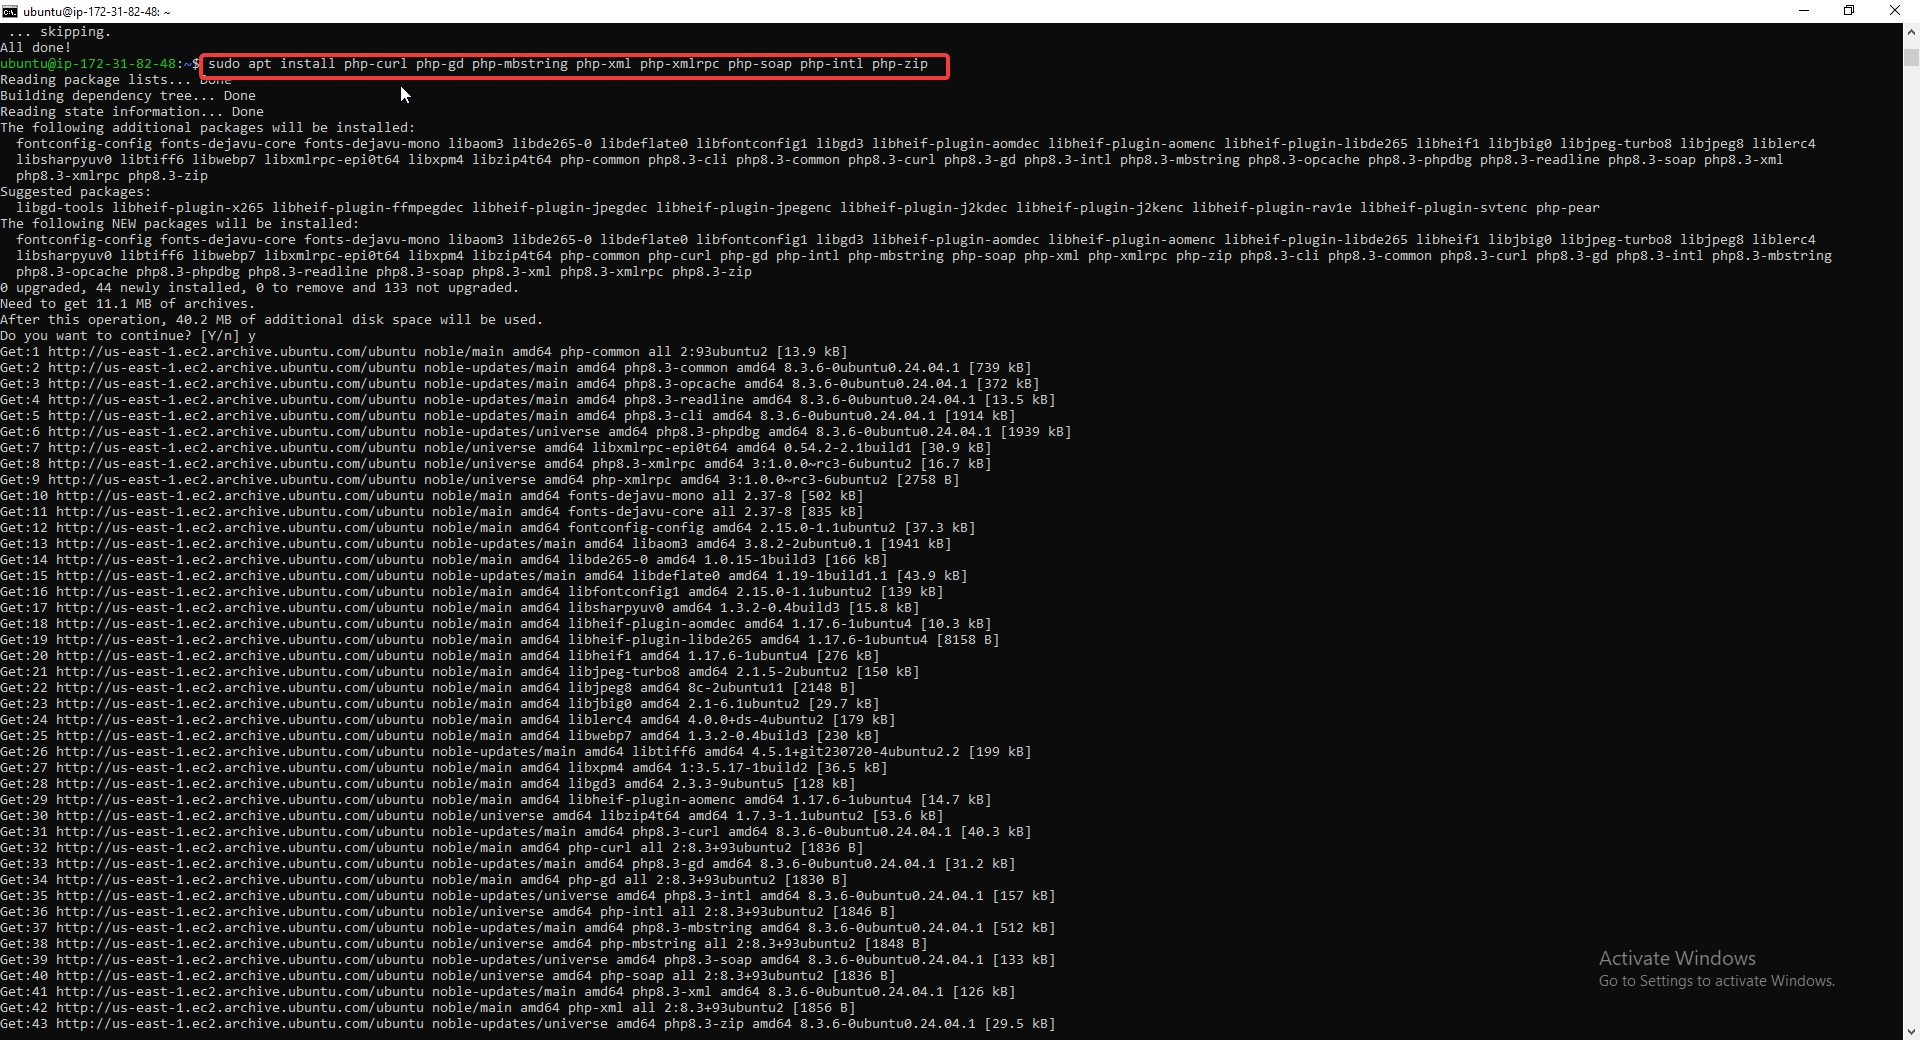 ubuntu@ip-172-31-82-48: ~
... skipping.
All done!
ubuntu@ip-172-31-82-48:~$ sudo apt install php-curl php-gd php-mbstring php-xml php-xmlrpc php-soap php-intl php-zip
Reading package lists... Done
Building dependency tree... Done
Reading state information... Done
The following additional packages will be installed:
fontconfig-config fonts-dejavu-core fonts-dejavu-mono libaom3 libde265-0 libdeflate0 libfontconfig1 libgd3 libheif-plugin-aomdec libheif-plugin-aomenc libheif-plugin-libde265 libheif1 libjbig0 libjpeg-turbo8 libjpeg8 liblerc4
libsharpyuv0 libtiff6 libwebp7 libxmlrpc-epi0t64 libxpm4 libzip4t64 php-common php8.3-cli php8.3-common php8.3-curl php8.3-gd php8.3-intl php8.3-mbstring php8.3-opcache php8.3-phpdbg php8.3-readline php8.3-soap php8.3-xml
php8.3-xmlrpc php8.3-zip
Suggested packages:
libgd-tools libheif-plugin-x265 libheif-plugin-ffmpegdec libheif-plugin-jpegdec libheif-plugin-jpegenc libheif-plugin-j2kdec libheif-plugin-j2kenc libheif-plugin-rav1e libheif-plugin-svtenc php-pear
The following NEW packages will be installed:
fontconfig-config fonts-dejavu-core fonts-dejavu-mono libaom3 libde265-0 libdeflate0 libfontconfig1 libgd3 libheif-plugin-aomdec libheif-plugin-aomenc libheif-plugin-libde265 libheif1 libjbig0 libjpeg-turbo8 libjpeg8 liblerc4
libsharpyuv0 libtiff6 libwebp7 libxmlrpc-epi0t64 libxpm4 libzip4t64 php-common php-curl php-gd php-intl php-mbstring php-soap php-xml php-xmlrpc php-zip php8.3-cli php8.3-common php8.3-curl php8.3-gd php8.3-intl php8.3-mbstring
php8.3-opcache php8.3-phpdbg php8.3-readline php8.3-soap php8.3-xml php8.3-xmlrpc php8.3-zip
0 upgraded, 44 newly installed, 0 to remove and 133 not upgraded.
Need to get 11.1 MB of archives.
After this operation, 40.2 MB of additional disk space will be used.
Do you want to continue? [Y/n] y
Get:1 http://us-east-1.ec2.archive.ubuntu.com/ubuntu noble/main amd64 php-common all 2:93ubuntu2 [13.9 kB]
Get:2 http://us-east-1.ec2.archive.ubuntu.com/ubuntu noble-updates/main amd64 php8.3-common amd64 8.3.6-0ubuntu0.24.04.1 [739 kB]
Get:3 http://us-east-1.ec2.archive.ubuntu.com/ubuntu noble-updates/main amd64 php8.3-opcache amd64 8.3.6-0ubuntu0.24.04.1 [372 kB]
Get:4 http://us-east-1.ec2.archive.ubuntu.com/ubuntu noble-updates/main amd64 php8.3-readline amd64 8.3.6-0ubuntu0.24.04.1 [13.5 kB]
Get:5 http://us-east-1.ec2.archive.ubuntu.com/ubuntu noble-updates/main amd64 php8.3-cli amd64 8.3.6-0ubuntu0.24.04.1 [1914 kB]
Get:6 http://us-east-1.ec2.archive.ubuntu.com/ubuntu noble-updates/universe amd64 php8.3-phpdbg amd64 8.3.6-0ubuntu0.24.04.1 [1939 kB]
Get:7 http://us-east-1.ec2.archive.ubuntu.com/ubuntu noble/universe amd64 libxmlrpc-epi0t64 amd64 0.54.2-2.1build1 [30.9 kB]
Get:8 http://us-east-1.ec2.archive.ubuntu.com/ubuntu noble/universe amd64 php8.3-xmlrpc amd64 3:1.0.0~rc3-6ubuntu2 [16.7 kB]
Get:9 http://us-east-1.ec2.archive.ubuntu.com/ubuntu noble/universe amd64 php-xmlrpc amd64 3:1.0.0~rc3-6ubuntu2 [2758 B]
Get:10 http://us-east-1.ec2.archive.ubuntu.com/ubuntu noble/main amd64 fonts-dejavu-mono all 2.37-8 [502 kB]
Get:11 http://us-east-1.ec2.archive.ubuntu.com/ubuntu noble/main amd64 fonts-dejavu-core all 2.37-8 [835 kB]
Get:12 http://us-east-1.ec2.archive.ubuntu.com/ubuntu noble/main amd64 fontconfig-config amd64 2.15.0-1.1ubuntu2 [37.3 kB]
Get:13 http://us-east-1.ec2.archive.ubuntu.com/ubuntu noble-updates/main amd64 libaom3 amd64 3.8.2-2ubuntu0.1 [1941 kB]
Get:14 http://us-east-1.ec2.archive.ubuntu.com/ubuntu noble/main amd64 libde265-0 amd64 1.0.15-1build3 [166 kB]
Get:15 http://us-east-1.ec2.archive.ubuntu.com/ubuntu noble-updates/main amd64 libdeflate0 amd64 1.19-1build1.1 [43.9 kB]
Get:16 http://us-east-1.ec2.archive.ubuntu.com/ubuntu noble/main amd64 libfontconfig1 amd64 2.15.0-1.1ubuntu2 [139 kB]
Get:17 http://us-east-1.ec2.archive.ubuntu.com/ubuntu noble/main amd64 libsharpyuv0 amd64 1.3.2-0.4build3 [15.8 kB]
Get:18 http://us-east-1.ec2.archive.ubuntu.com/ubuntu noble/main amd64 libheif-plugin-aomdec amd64 1.17.6-1ubuntu4 [10.3 kB]
Get:19 http://us-east-1.ec2.archive.ubuntu.com/ubuntu noble/main amd64 libheif-plugin-libde265 amd64 1.17.6-1ubuntu4 [8158 B]
Get:20 http://us-east-1.ec2.archive.ubuntu.com/ubuntu noble/main amd64 libheif1 amd64 1.17.6-1ubuntu4 [276 kB]
Get:21 http://us-east-1.ec2.archive.ubuntu.com/ubuntu noble/main amd64 libjpeg-turbo8 amd64 2.1.5-2ubuntu2 [150 kB]
Get:22 http://us-east-1.ec2.archive.ubuntu.com/ubuntu noble/main amd64 libjpeg8 amd64 8c-2ubuntu11 [2148 B]
Get:23 http://us-east-1.ec2.archive.ubuntu.com/ubuntu noble/main amd64 libjbig0 amd64 2.1-6.1ubuntu2 [29.7 kB]
Get:24 http://us-east-1.ec2.archive.ubuntu.com/ubuntu noble/main amd64 liblerc4 amd64 4.0.0+ds-4ubuntu2 [179 kB]
Get:25 http://us-east-1.ec2.archive.ubuntu.com/ubuntu noble/main amd64 libwebp7 amd64 1.3.2-0.4build3 [230 kB]
Get:26 http://us-east-1.ec2.archive.ubuntu.com/ubuntu noble-updates/main amd64 libtiff6 amd64 4.5.1+git230720-4ubuntu2.2 [199 kB]
Get:27 http://us-east-1.ec2.archive.ubuntu.com/ubuntu noble/main amd64 libxpm4 amd64 1:3.5.17-1build2 [36.5 kB]
Get:28 http://us-east-1.ec2.archive.ubuntu.com/ubuntu noble/main amd64 libgd3 amd64 2.3.3-9ubuntu5 [128 kB]
Get:29 http://us-east-1.ec2.archive.ubuntu.com/ubuntu noble/main amd64 libheif-plugin-aomenc amd64 1.17.6-1ubuntu4 [14.7 kB]
Get:30 http://us-east-1.ec2.archive.ubuntu.com/ubuntu noble/universe amd64 libzip4t64 amd64 1.7.3-1.1ubuntu2 [53.6 kB]
Get:31 http://us-east-1.ec2.archive.ubuntu.com/ubuntu noble-updates/main amd64 php8.3-curl amd64 8.3.6-0ubuntu0.24.04.1 [40.3 kB]
Get:32 http://us-east-1.ec2.archive.ubuntu.com/ubuntu noble/main amd64 php-curl all 2:8.3+93ubuntu2 [1836 B]
Get:33 http://us-east-1.ec2.archive.ubuntu.com/ubuntu noble-updates/main amd64 php8.3-gd amd64 8.3.6-0ubuntu0.24.04.1 [31.2 kB]
Get:34 http://us-east-1.ec2.archive.ubuntu.com/ubuntu noble/main amd64 php-gd all 2:8.3+93ubuntu2 [1830 B]
Get:35 http://us-east-1.ec2.archive.ubuntu.com/ubuntu noble-updates/universe amd64 php8.3-intl amd64 8.3.6-0ubuntu0.24.04.1 [157 kB]
Get:36 http://us-east-1.ec2.archive.ubuntu.com/ubuntu noble/universe amd64 php-intl all 2:8.3+93ubuntu2 [1846 B]
Get:37 http://us-east-1.ec2.archive.ubuntu.com/ubuntu noble-updates/main amd64 php8.3-mbstring amd64 8.3.6-0ubuntu0.24.04.1 [512 kB]
Get:38 http://us-east-1.ec2.archive.ubuntu.com/ubuntu noble/universe amd64 php-mbstring all 2:8.3+93ubuntu2 [1848 B]
Get:39 http://us-east-1.ec2.archive.ubuntu.com/ubuntu noble-updates/universe amd64 php8.3-soap amd64 8.3.6-0ubuntu0.24.04.1 [133 kB]
Get:40 http://us-east-1.ec2.archive.ubuntu.com/ubuntu noble/universe amd64 php-soap all 2:8.3+93ubuntu2 [1836 B]
Get:41 http://us-east-1.ec2.archive.ubuntu.com/ubuntu noble-updates/main amd64 php8.3-xml amd64 8.3.6-0ubuntu0.24.04.1 [126 kB]
Get:42 http://us-east-1.ec2.archive.ubuntu.com/ubuntu noble/main amd64 php-xml all 2:8.3+93ubuntu2 [1856 B]
Get:43 http://us-east-1.ec2.archive.ubuntu.com/ubuntu noble-updates/universe amd64 php8.3-zip amd64 8.3.6-0ubuntu0.24.04.1 [29.5 kB]
Activate Windows
Go to Settings to activate Windows.